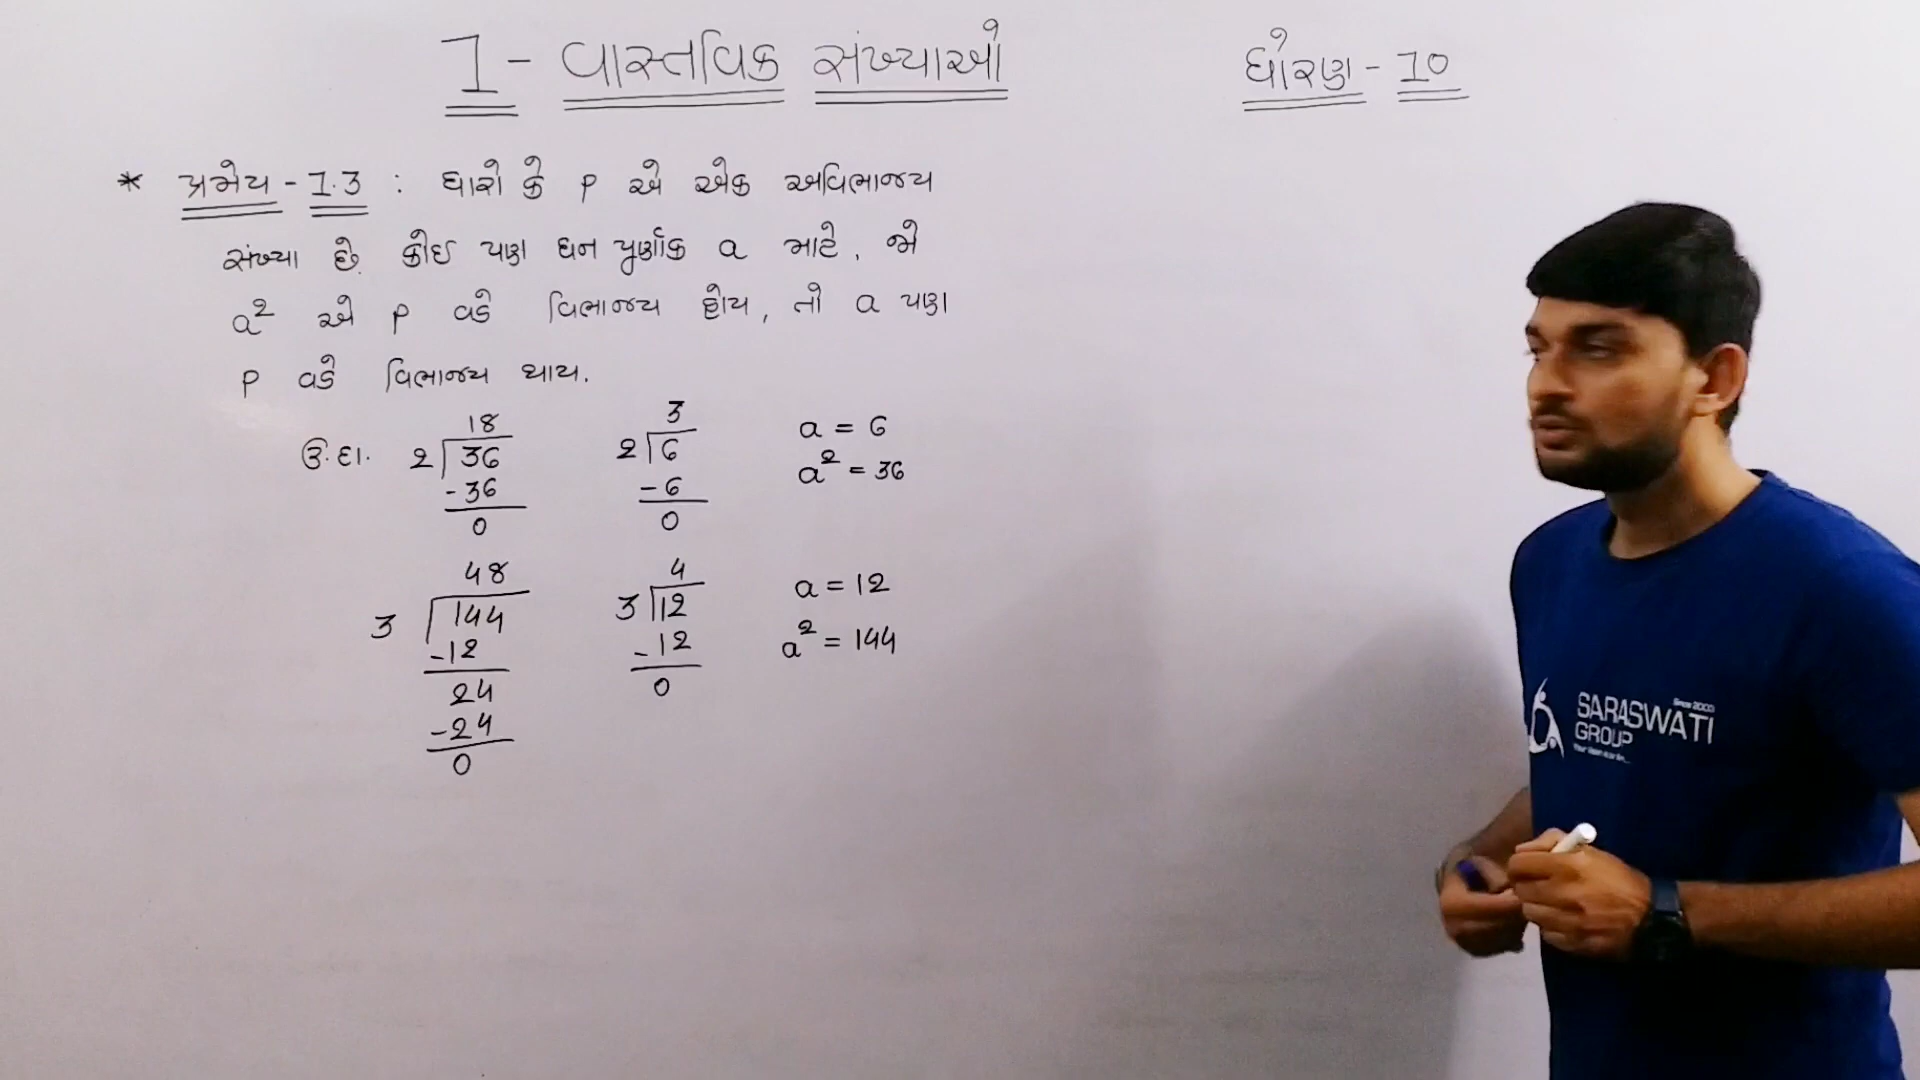 1 - વાસ્તવિક સંખ્યાઓ
ધોરણ - 10
* પ્રમેય - 1.3 : ધારો કે p એ એક અવિભાજ્ય
સંખ્યા છે. કોઈ પણ ધન પૂર્ણાંક a માટે, જો
a² એ p વડે વિભાજ્ય હોય, તો a પણ
p વડે વિભાજ્ય થાય.
ઉ.દા.
18
2 36
-36
0
3
2 6
-6
0
a = 6
a² = 36
48
3 144
-12
24
-24
0
4
3 12
-12
0
a = 12
a² = 144
Since 2000
SARASWATI
GROUP